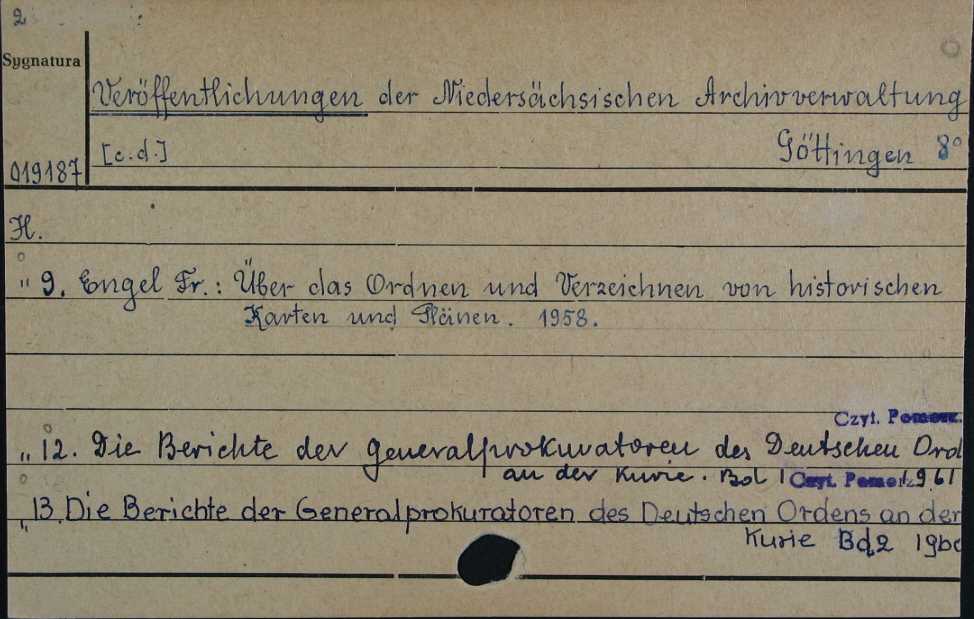 2
Sygnatura
Veröffentlichungen der Niedersächsischen Archivverwaltung
[c.d.] Göttingen 8°
019187
H.
" 9. Engel Fr.: Über das Ordnen und Verzeichnen von historischen
Karten und Plänen. 1958.
Czyt. Pomorz.
" 12. Die Berichte der Generalprokuratoren des Deutschen Ord
an der Kurie. Bd 1 Czyt. Pomorz. 1961
" 13. Die Berichte der Generalprokuratoren des Deutschen Ordens an der
Kurie Bd 2